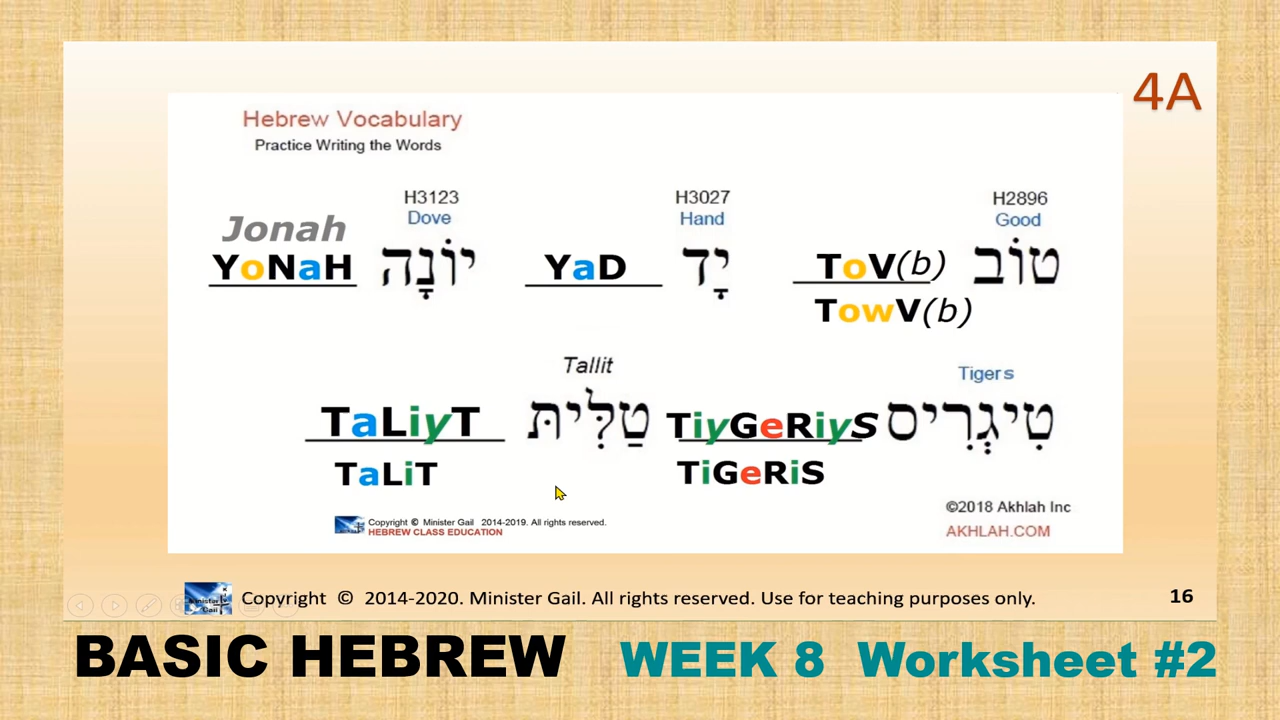 4A
Hebrew Vocabulary
Practice Writing the Words
H3123
Dove
Jonah
YoNaH יוֹנָה
H3027
Hand
YaD יָד
H2896
Good
ToV(b) טוֹב
TowV(b)
Tallit
TaLiyT טַלִּיתּ
TaLiT
Tigers
TiyGeRiyS טִיגְרִיס
TiGeRiS
Copyright © Minister Gail 2014-2019. All rights reserved.
HEBREW CLASS EDUCATION
©2018 Akhlah Inc
AKHLAH.COM
Minister Gail
Copyright © 2014-2020. Minister Gail. All rights reserved. Use for teaching purposes only.
16
BASIC HEBREW WEEK 8 Worksheet #2